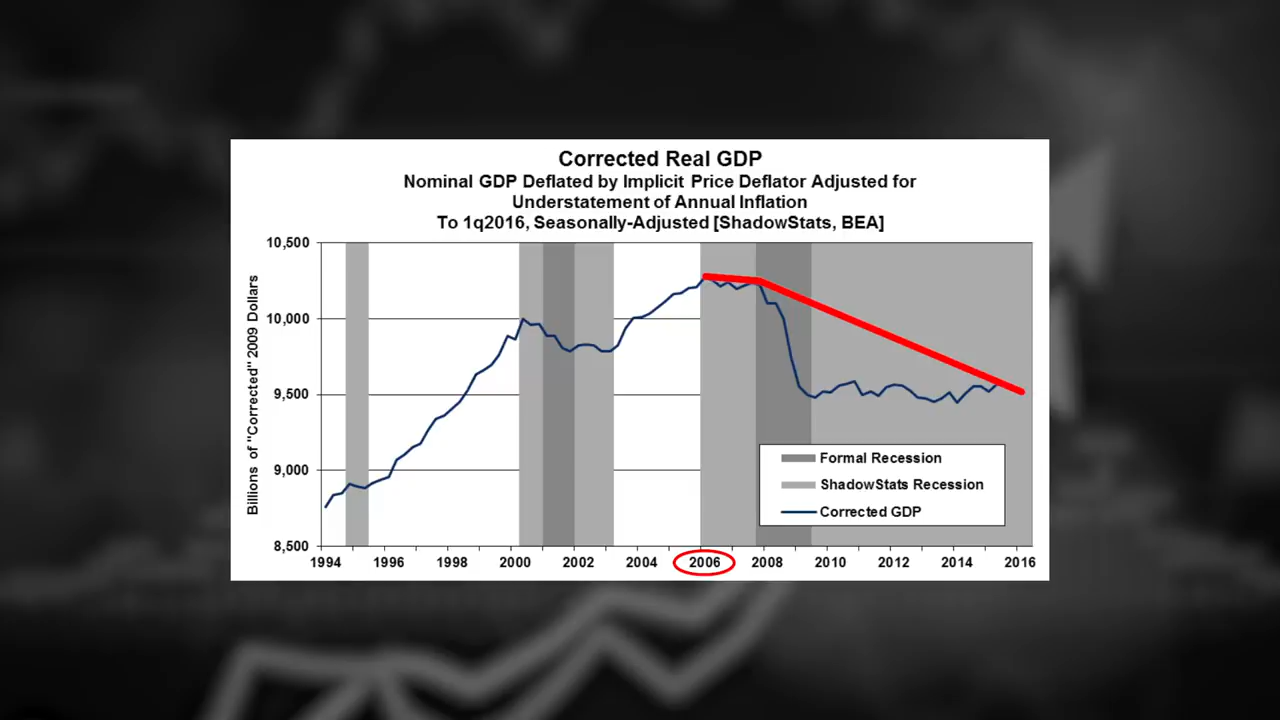 Corrected Real GDP
Nominal GDP Deflated by Implicit Price Deflator Adjusted for
Understatement of Annual Inflation
To 1q2016, Seasonally-Adjusted [ShadowStats, BEA]
Billions of "Corrected" 2009 Dollars
10,500
10,000
9,500
9,000
8,500
Formal Recession
ShadowStats Recession
Corrected GDP
1994 1996 1998 2000 2002 2004 2006 2008 2010 2012 2014 2016